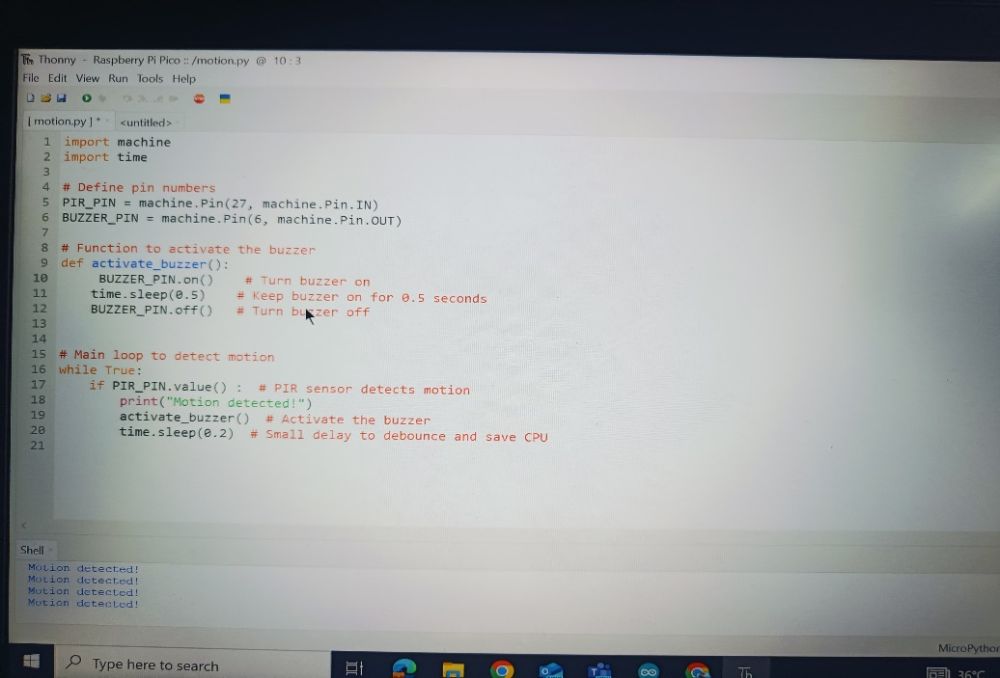 Thonny - Raspberry Pi Pico :: /motion.py @ 10 : 3
File Edit View Run Tools Help
[ motion.py ] * <untitled>
1 import machine
2 import time
3
4 # Define pin numbers
5 PIR_PIN = machine.Pin(27, machine.Pin.IN)
6 BUZZER_PIN = machine.Pin(6, machine.Pin.OUT)
7
8 # Function to activate the buzzer
9 def activate_buzzer():
10      BUZZER_PIN.on()    # Turn buzzer on
11     time.sleep(0.5)    # Keep buzzer on for 0.5 seconds
12     BUZZER_PIN.off()   # Turn buzzer off
13
14
15 # Main loop to detect motion
16 while True:
17     if PIR_PIN.value() :  # PIR sensor detects motion
18         print("Motion detected!")
19         activate_buzzer()  # Activate the buzzer
20         time.sleep(0.2)  # Small delay to debounce and save CPU
21
Shell
Motion detected!
Motion detected!
Motion detected!
Motion detected!
MicroPython
Type here to search
36°C